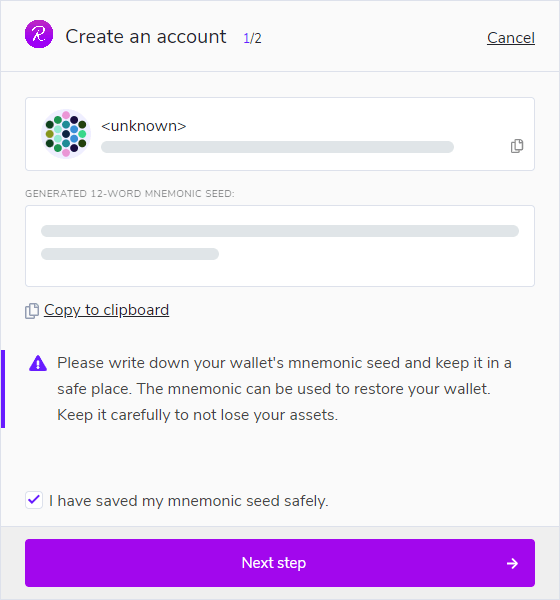 R
Create an account 1/2 Cancel
<unknown>
GENERATED 12-WORD MNEMONIC SEED:
Copy to clipboard
Please write down your wallet's mnemonic seed and keep it in a
safe place. The mnemonic can be used to restore your wallet.
Keep it carefully to not lose your assets.
I have saved my mnemonic seed safely.
Next step